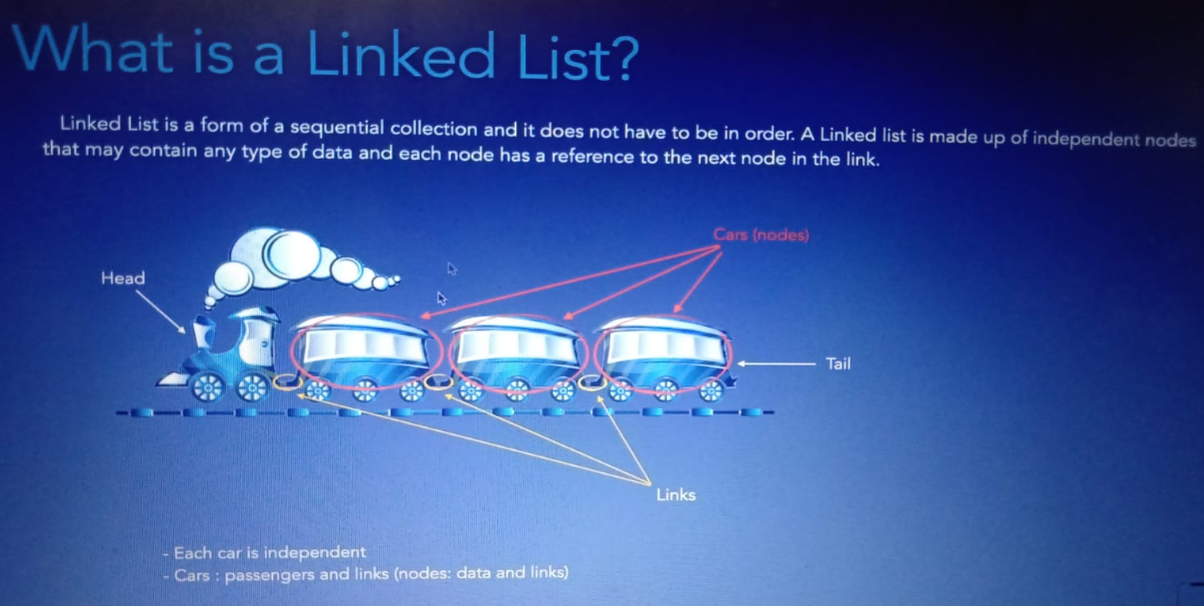 What is a Linked List?
Linked List is a form of a sequential collection and it does not have to be in order. A Linked list is made up of independent nodes
that may contain any type of data and each node has a reference to the next node in the link.
Cars (nodes)
Head
Tail
Links
- Each car is independent
- Cars : passengers and links (nodes: data and links)